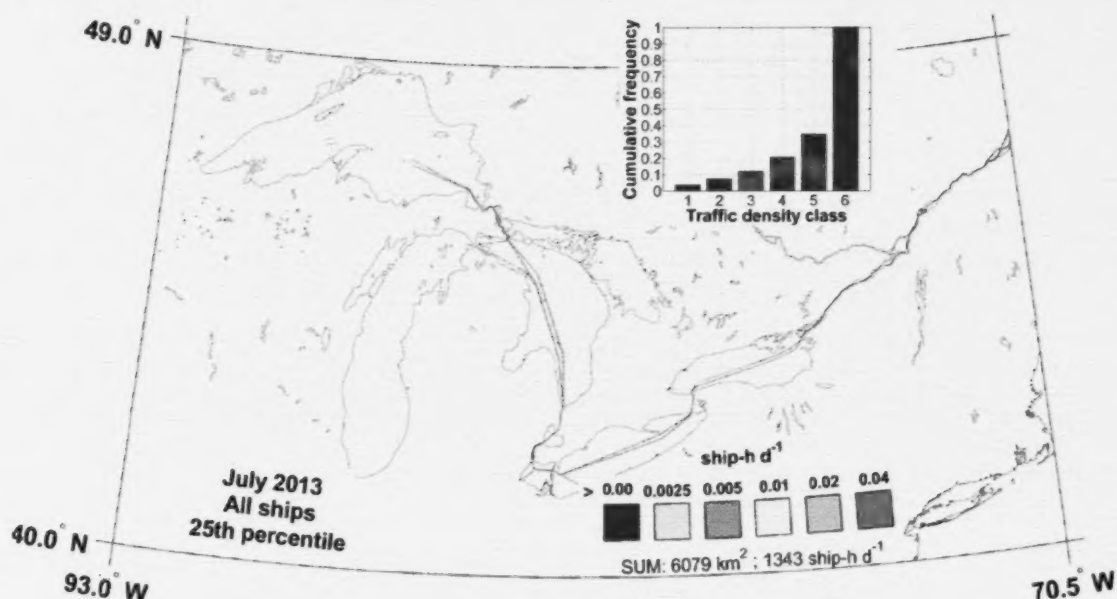 49.0° N
Cumulative frequency
1
0.9
0.8
0.7
0.6
0.5
0.4
0.3
0.2
0.1
0
1 2 3 4 5 6
Traffic density class
July 2013
All ships
25th percentile
ship-h d⁻¹
> 0.00 0.0025 0.005 0.01 0.02 0.04
SUM: 6079 km² ; 1343 ship-h d⁻¹
40.0° N
93.0° W
70.5° W